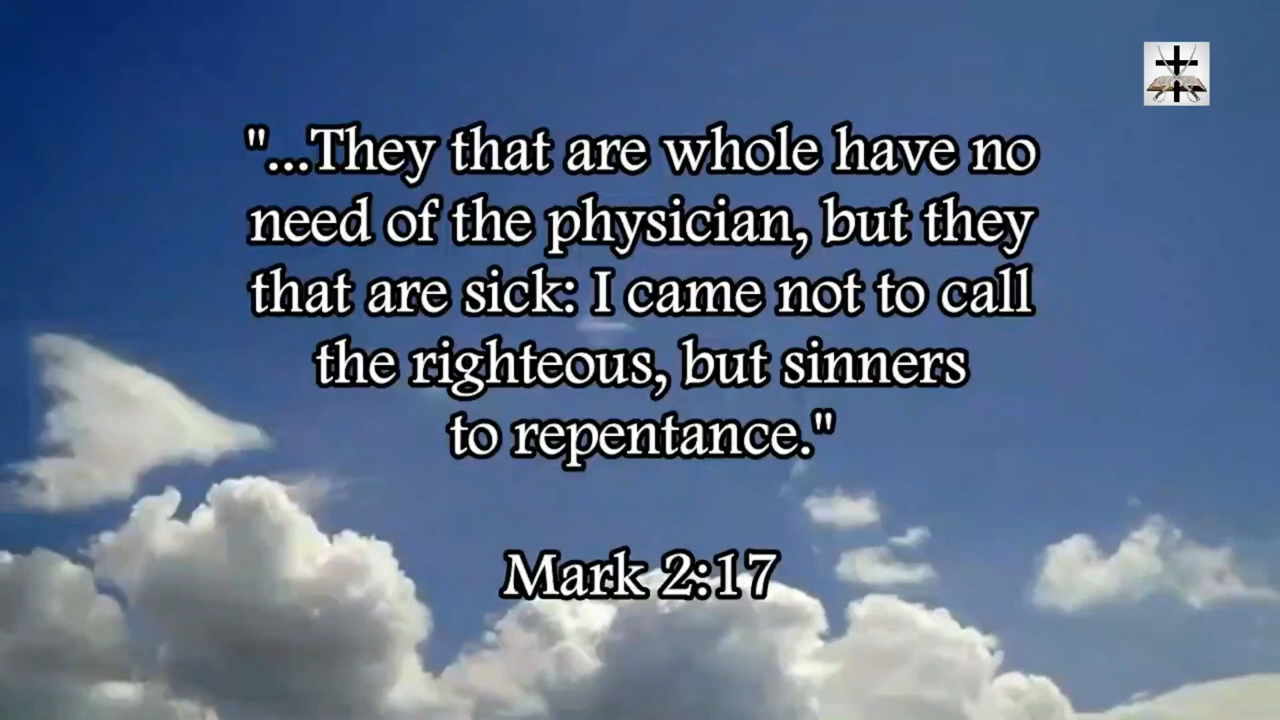 "...They that are whole have no
need of the physician, but they
that are sick: I came not to call
the righteous, but sinners
to repentance."
Mark 2:17